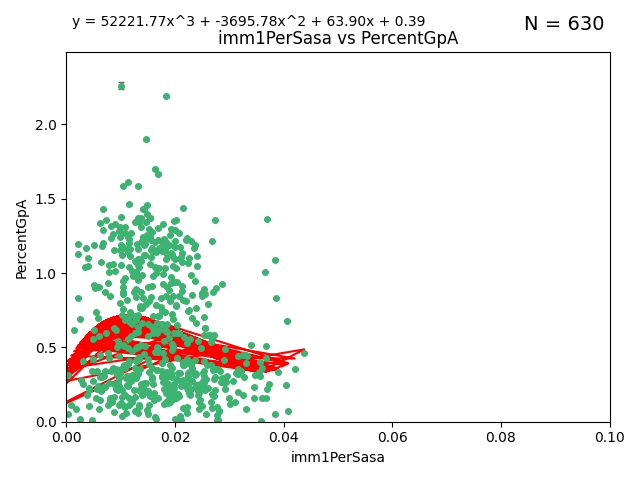 y = 52221.77x^3 + -3695.78x^2 + 63.90x + 0.39
N = 630
imm1PerSasa vs PercentGpA
PercentGpA
2.0
1.5
1.0
0.5
0.0
0.00 0.02 0.04 0.06 0.08 0.10
imm1PerSasa